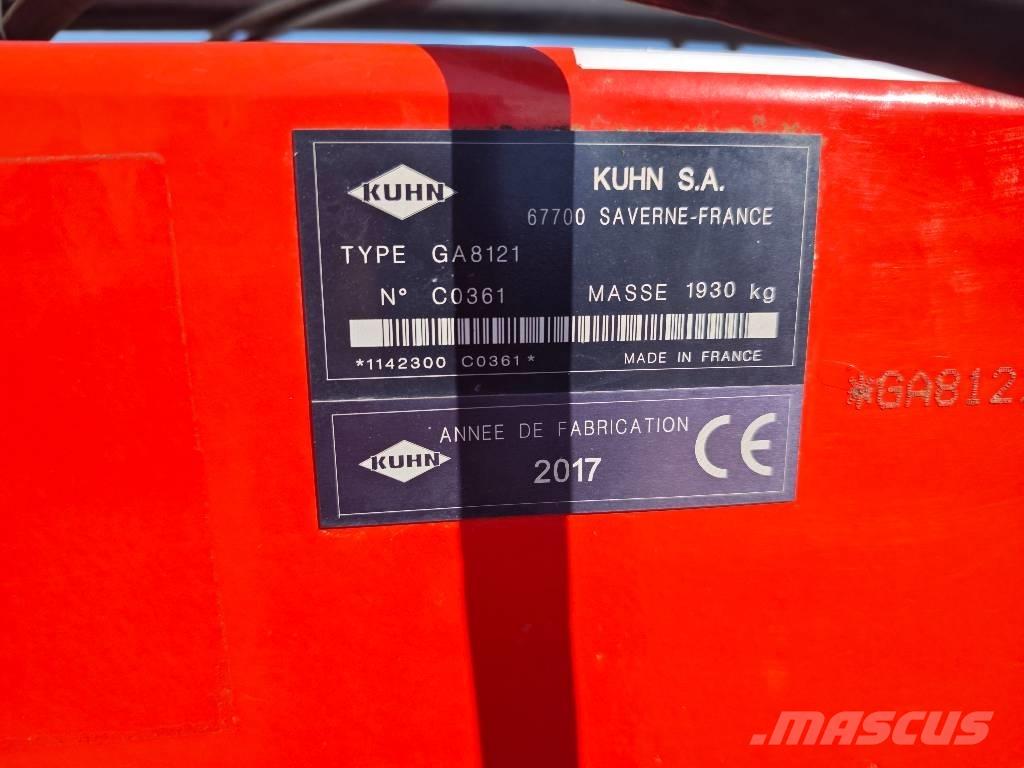 KUHN KUHN S.A.
67700 SAVERNE-FRANCE
TYPE GA8121
N° C0361 MASSE 1930 kg
*1142300 C0361* MADE IN FRANCE
*GA812
KUHN ANNEE DE FABRICATION CE
2017
MASCUS